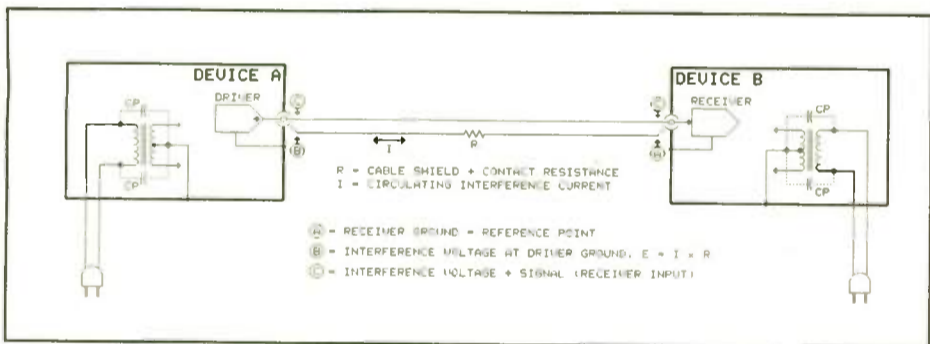 DEVICE A
DEVICE B
CP
DRIVER
C
C
RECEIVER
CP
(B)
I
R
A
CP
CP
R = CABLE SHIELD + CONTACT RESISTANCE
I = CIRCULATING INTERFERENCE CURRENT
A = RECEIVER GROUND = REFERENCE POINT
B = INTERFERENCE VOLTAGE AT DRIVER GROUND, E = I × R
C = INTERFERENCE VOLTAGE + SIGNAL (RECEIVER INPUT)